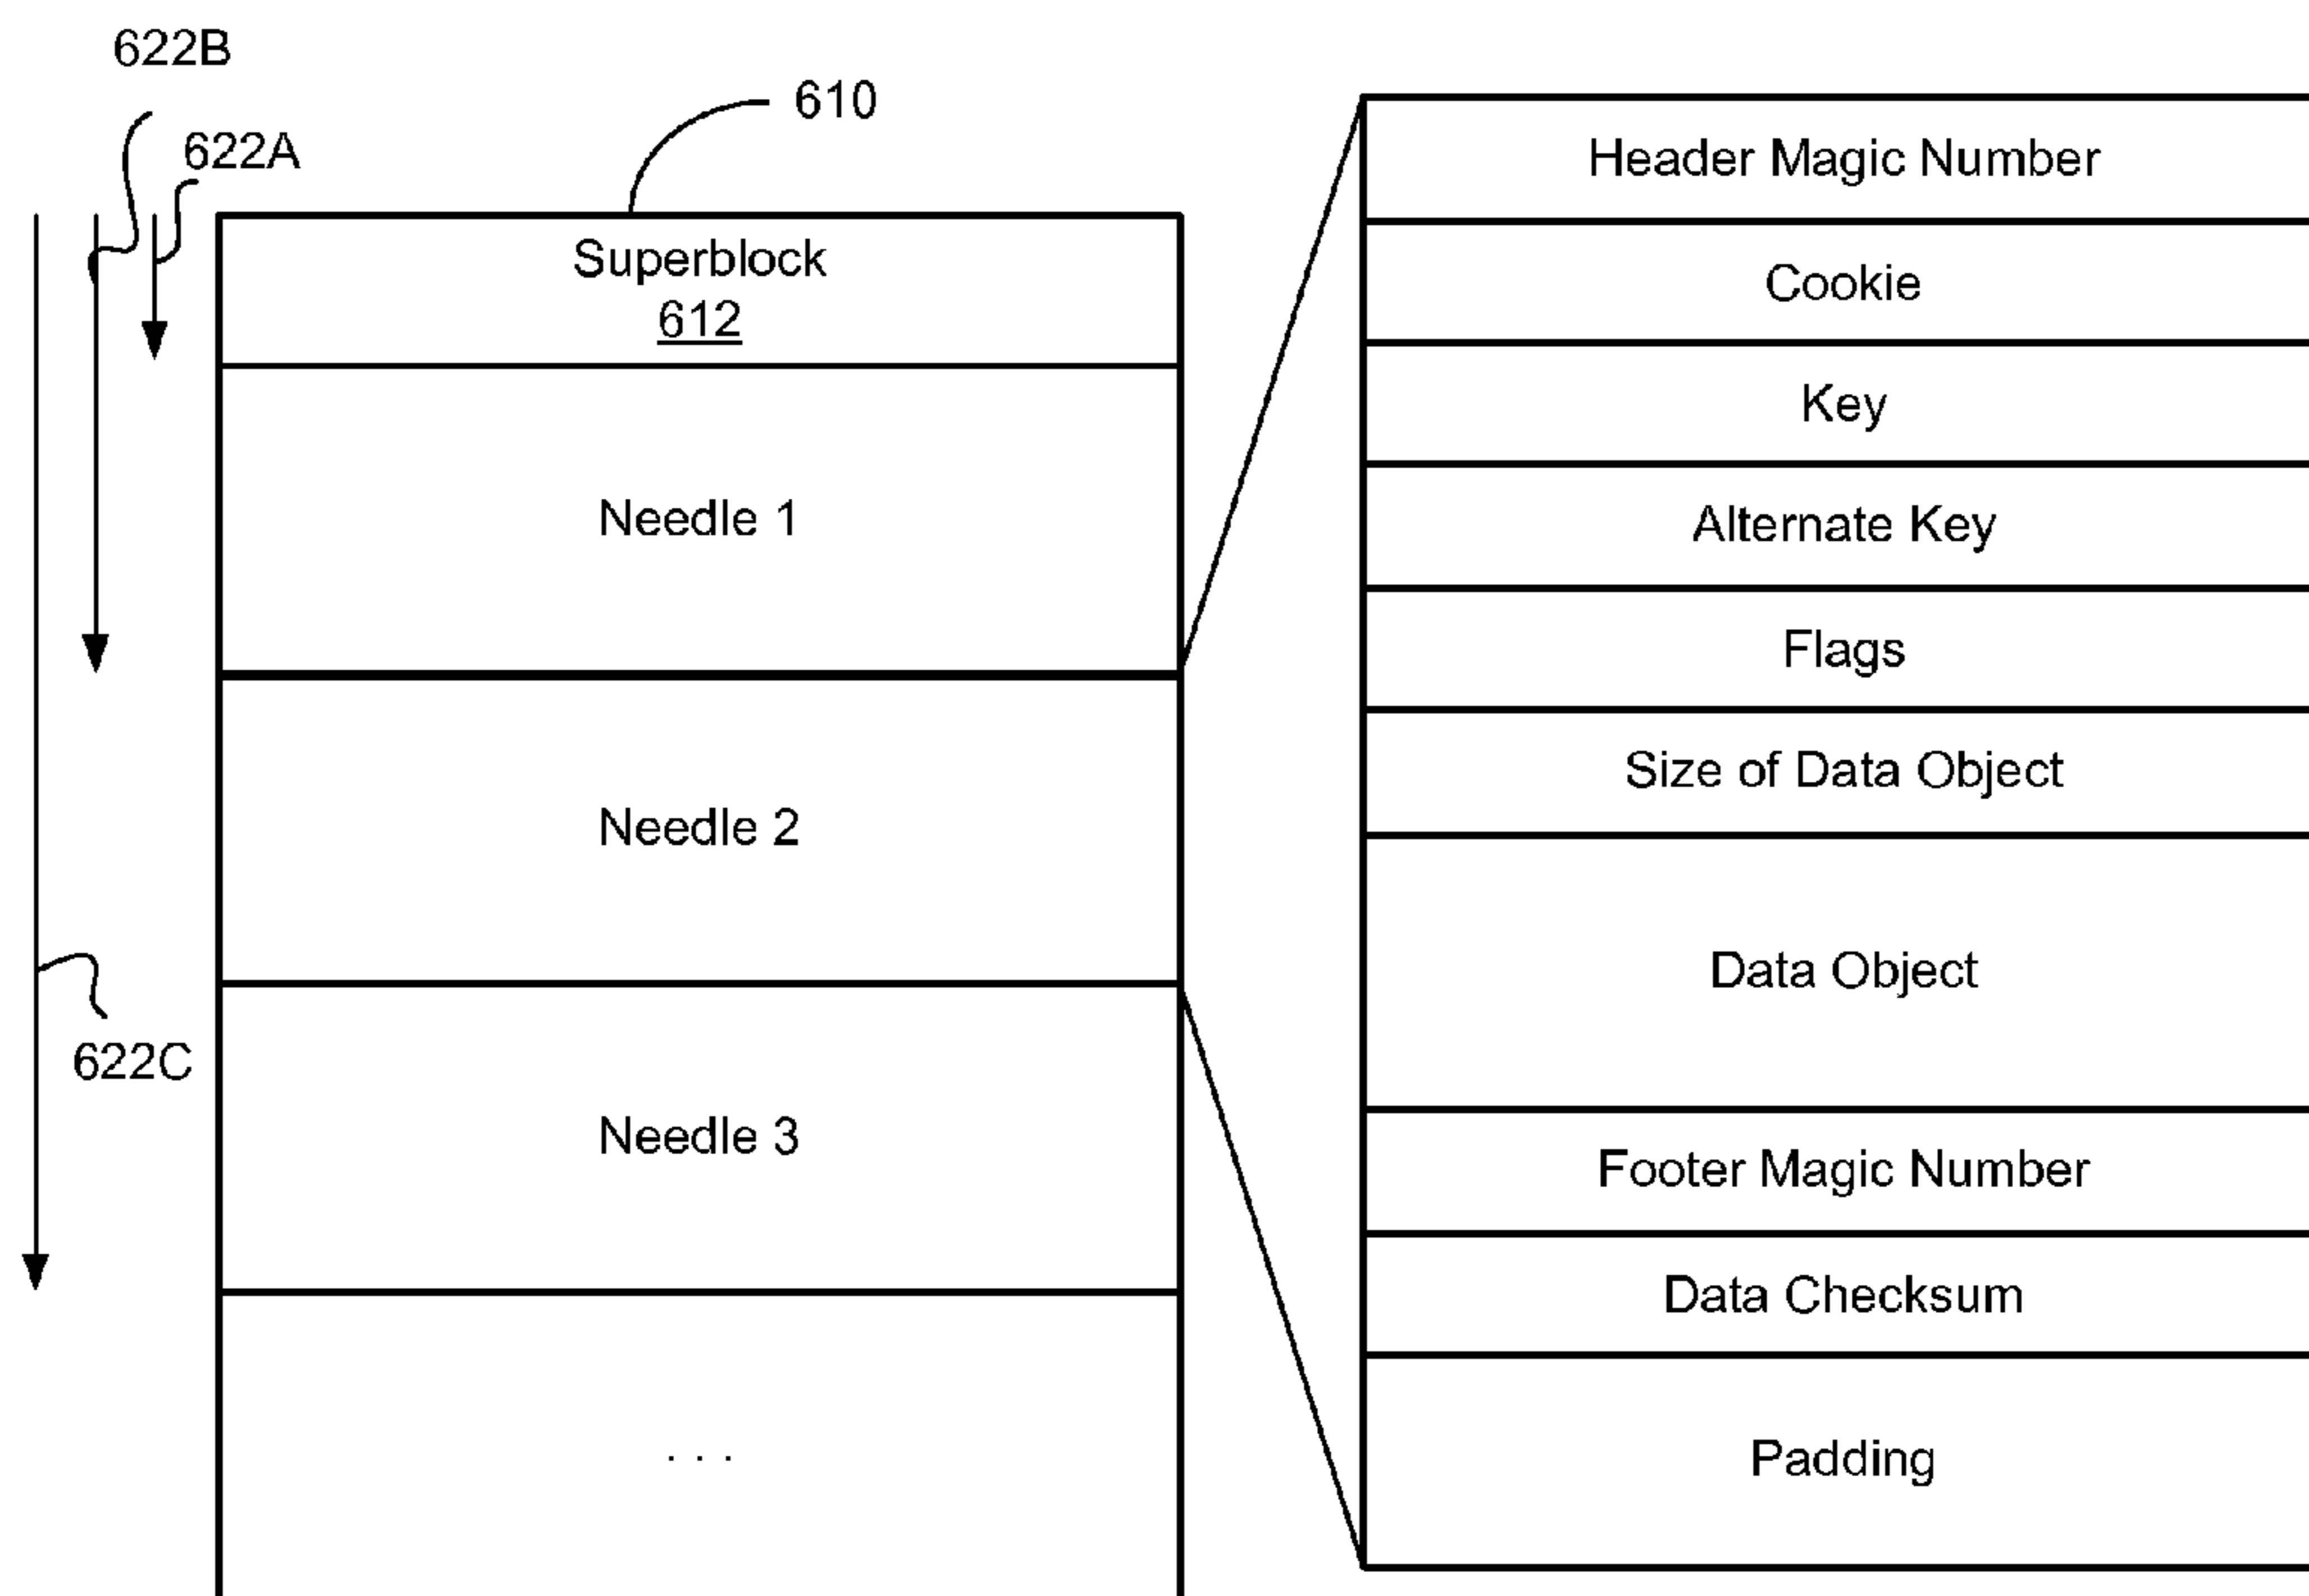 622B
610
622A
Superblock
612
Needle 1
Needle 2
622C
Needle 3
. . .
Header Magic Number
Cookie
Key
Alternate Key
Flags
Size of Data Object
Data Object
Footer Magic Number
Data Checksum
Padding